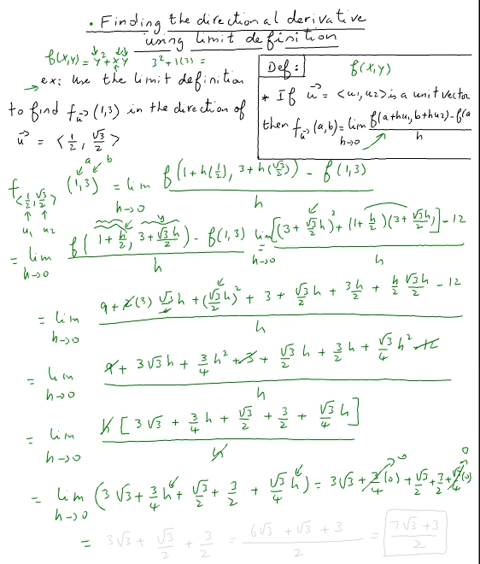 • Finding the directional derivative
using limit definition
f(x,y) = y² + xy    3² + 1(3) =
→ ex: Use the limit definition
to find f_u⃗ (1,3) in the direction of
u⃗ = < 1/2, √3/2 >
Def:    f(x,y)
* If u⃗ = <u₁, u₂> is a unit vector
then f_u⃗ (a,b) = lim h→0 f(a+hu₁, b+hu₂) - f(a / h
a b
f_<1/2, √3/2> (1,3) = lim h→0 [f(1+h(1/2), 3+h(√3/2)) - f(1,3)] / h
u₁ u₂
= lim h→0 [f(1+h/2, 3+√3/2 h) - f(1,3)] / h = lim h→0 [(3+√3/2 h)² + (1+h/2)(3+√3/2 h)] - 12 / h
= lim h→0 [9 + 2(3) √3/2 h + (√3/2 h)² + 3 + √3/2 h + 3h/2 + h/2 √3/2 h - 12] / h
= lim h→0 [9 + 3√3 h + 3/4 h² + 3 + √3/2 h + 3/2 h + √3/4 h² - 12] / h
= lim h→0 h [3√3 + 3/4 h + √3/2 + 3/2 + √3/4 h] / h
= lim h→0 (3√3 + 3/4 h + √3/2 + 3/2 + √3/4 h) = 3√3 + 3/4 (0) + √3/2 + 3/2 + √3/4 (0)
= 3√3 + √3/2 + 3/2 = (6√3 + √3 + 3)/2 = (7√3 + 3)/2